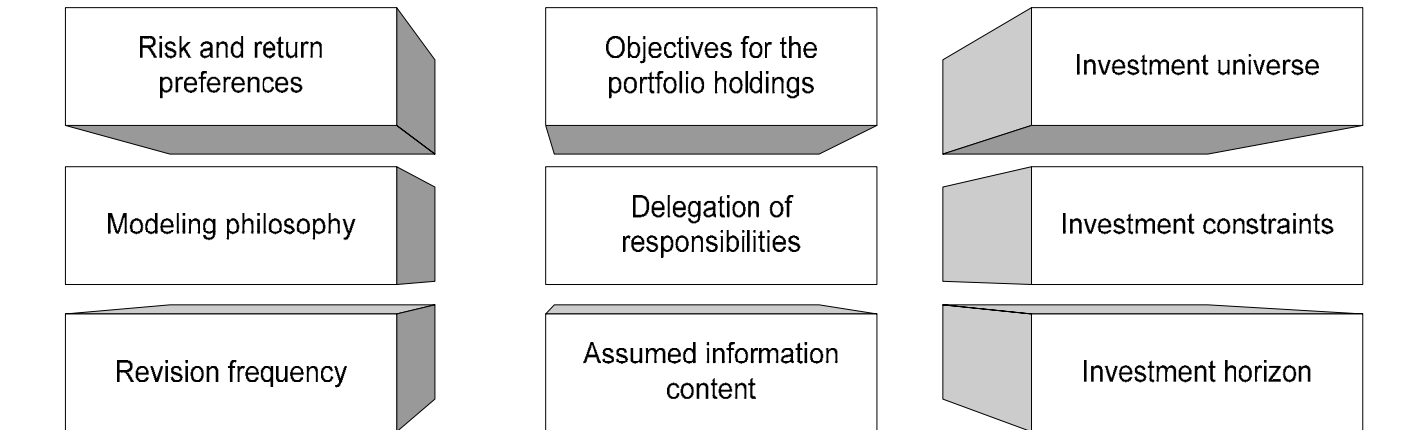 Risk and return
preferences
Objectives for the
portfolio holdings
Investment universe
Modeling philosophy
Delegation of
responsibilities
Investment constraints
Revision frequency
Assumed information
content
Investment horizon